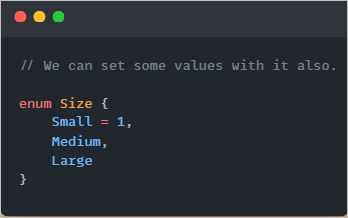 // We can set some values with it also.
enum Size {
    Small = 1,
    Medium,
    Large
}